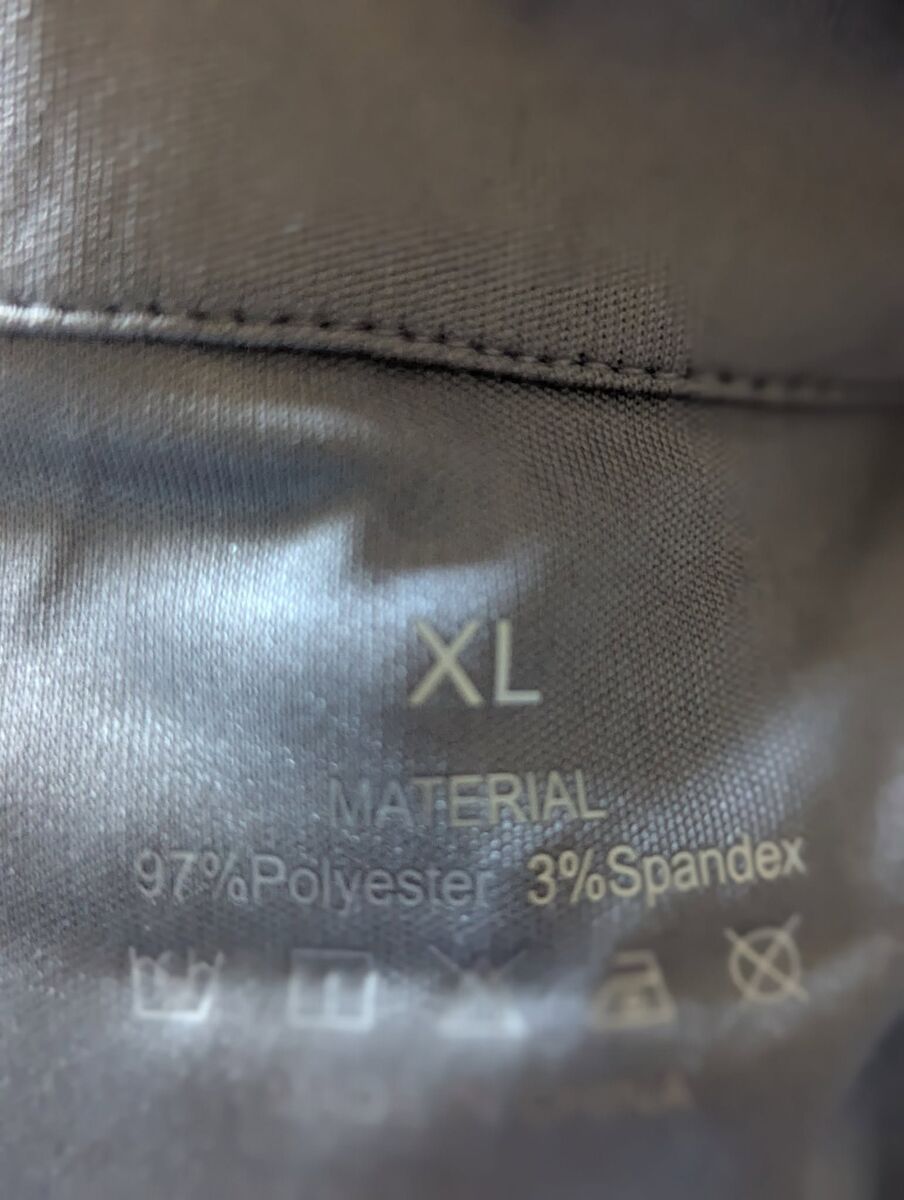 XL
MATERIAL
97%Polyester 3%Spandex